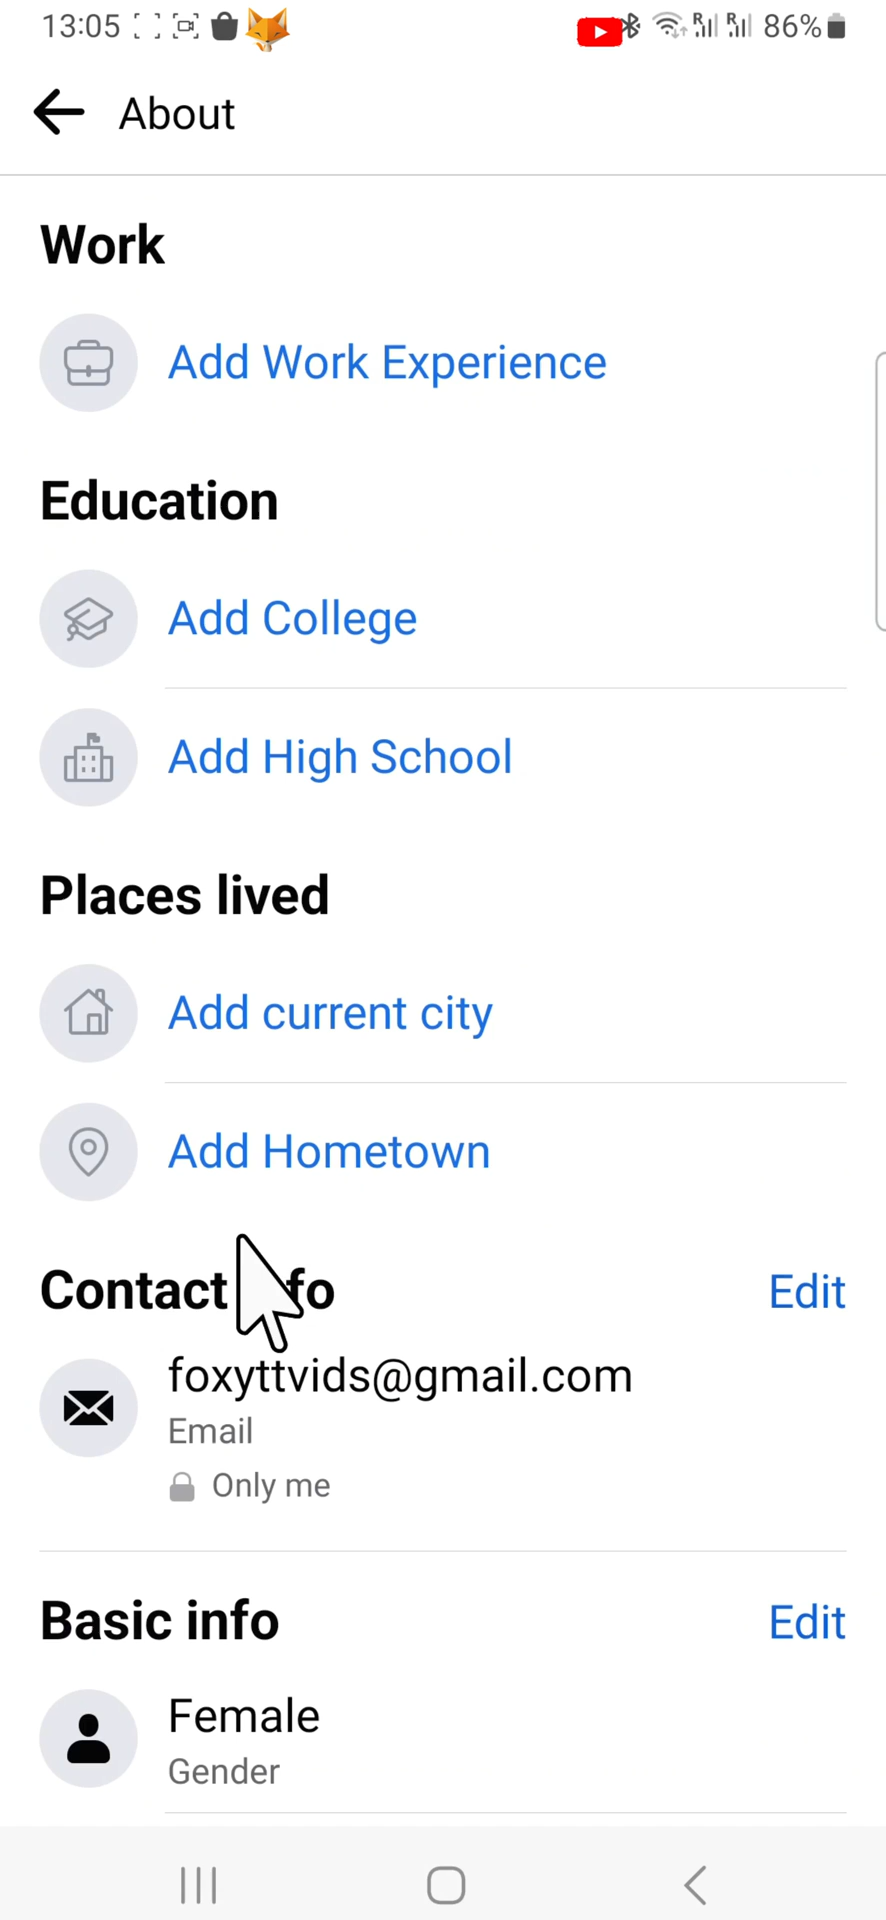 13:05 86%
About
Work
Add Work Experience
Education
Add College
Add High School
Places lived
Add current city
Add Hometown
Contact fo Edit
foxyttvids@gmail.com
Email
Only me
Basic info Edit
Female
Gender